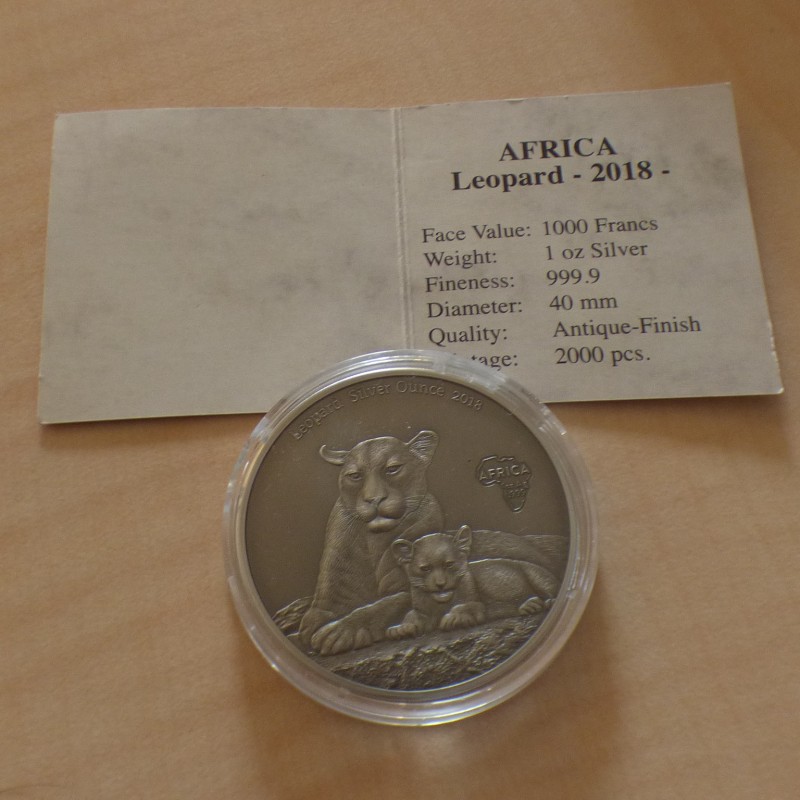 AFRICA
Leopard - 2018 -
Face Value: 1000 Francs
Weight: 1 oz Silver
Fineness: 999.9
Diameter: 40 mm
Quality: Antique-Finish
tage: 2000 pcs.
Leopard Silver Ounce 2018
AFRICA